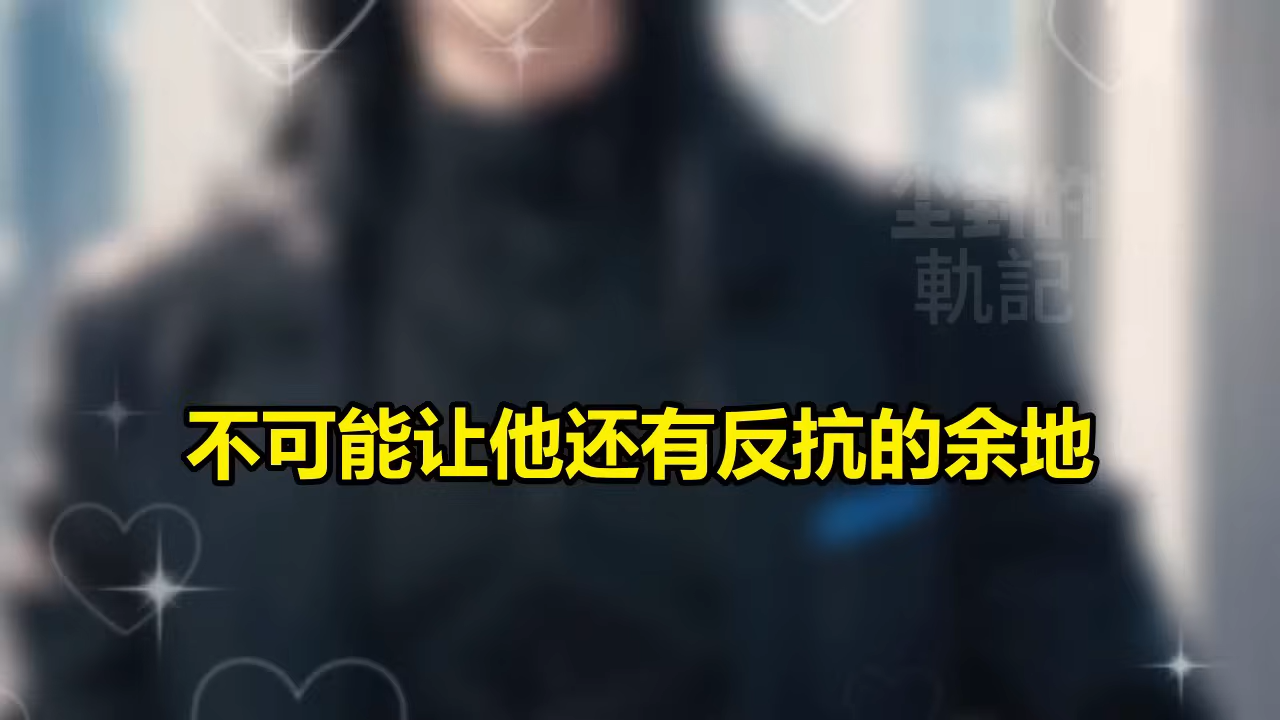 軌記
不可能让他还有反抗的余地